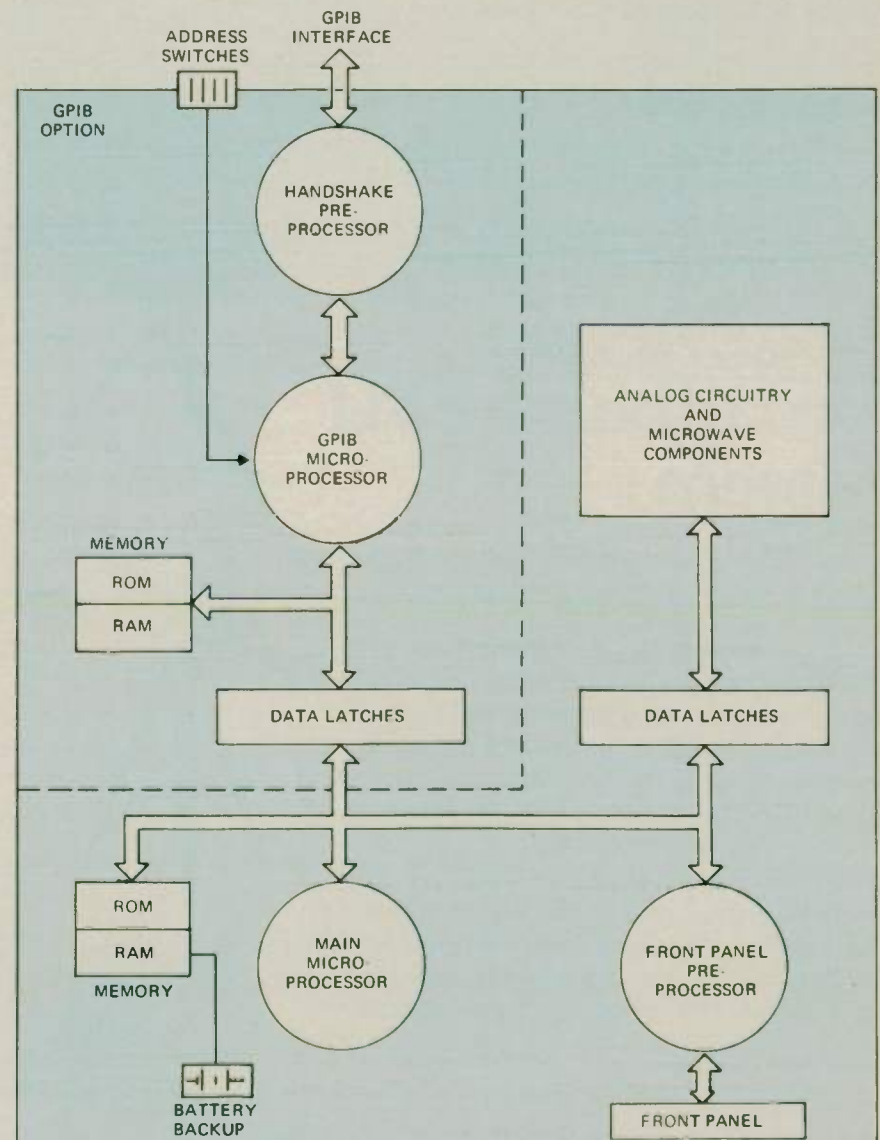 GPIB
INTERFACE
ADDRESS
SWITCHES
GPIB
OPTION
HANDSHAKE
PRE-
PROCESSOR
GPIB
MICRO-
PROCESSOR
ANALOG CIRCUITRY
AND
MICROWAVE
COMPONENTS
MEMORY
ROM
RAM
DATA LATCHES
DATA LATCHES
ROM
RAM
MEMORY
MAIN
MICRO-
PROCESSOR
FRONT PANEL
PRE-
PROCESSOR
BATTERY
BACKUP
FRONT PANEL